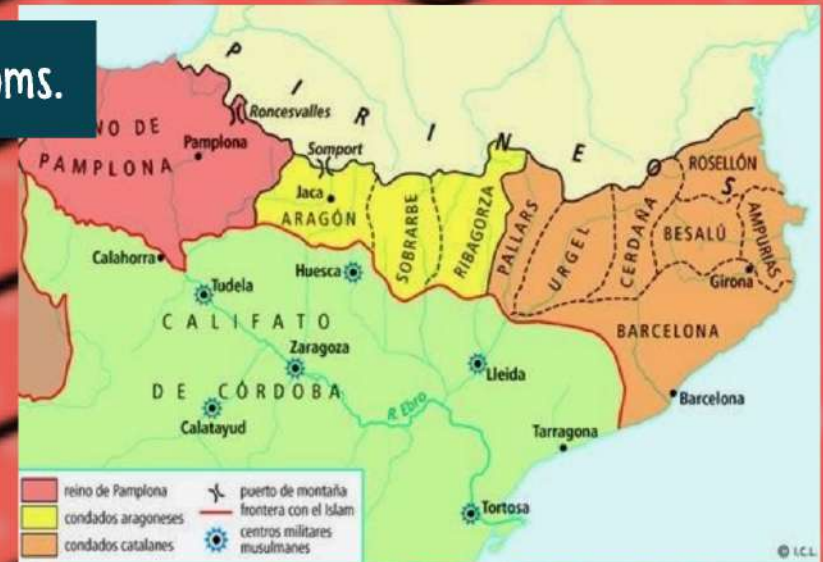 oms.
P I R I N E O S
Roncesvalles
NO DE
PAMPLONA
Pamplona
Somport
Jaca
ARAGÓN
SOBRARBE
RIBAGORZA
PALLARS
URGEL
CERDAÑA
ROSELLÓN
BESALÚ
AMPURIAS
Girona
BARCELONA
Barcelona
Calahorra
Tudela
Huesca
CALIFATO
DE CÓRDOBA
Zaragoza
Lleida
Calatayud
R. Ebro
Tarragona
Tortosa
reino de Pamplona
condados aragoneses
condados catalanes
puerto de montaña
frontera con el Islam
centros militares
musulmanes
© I.C.L.